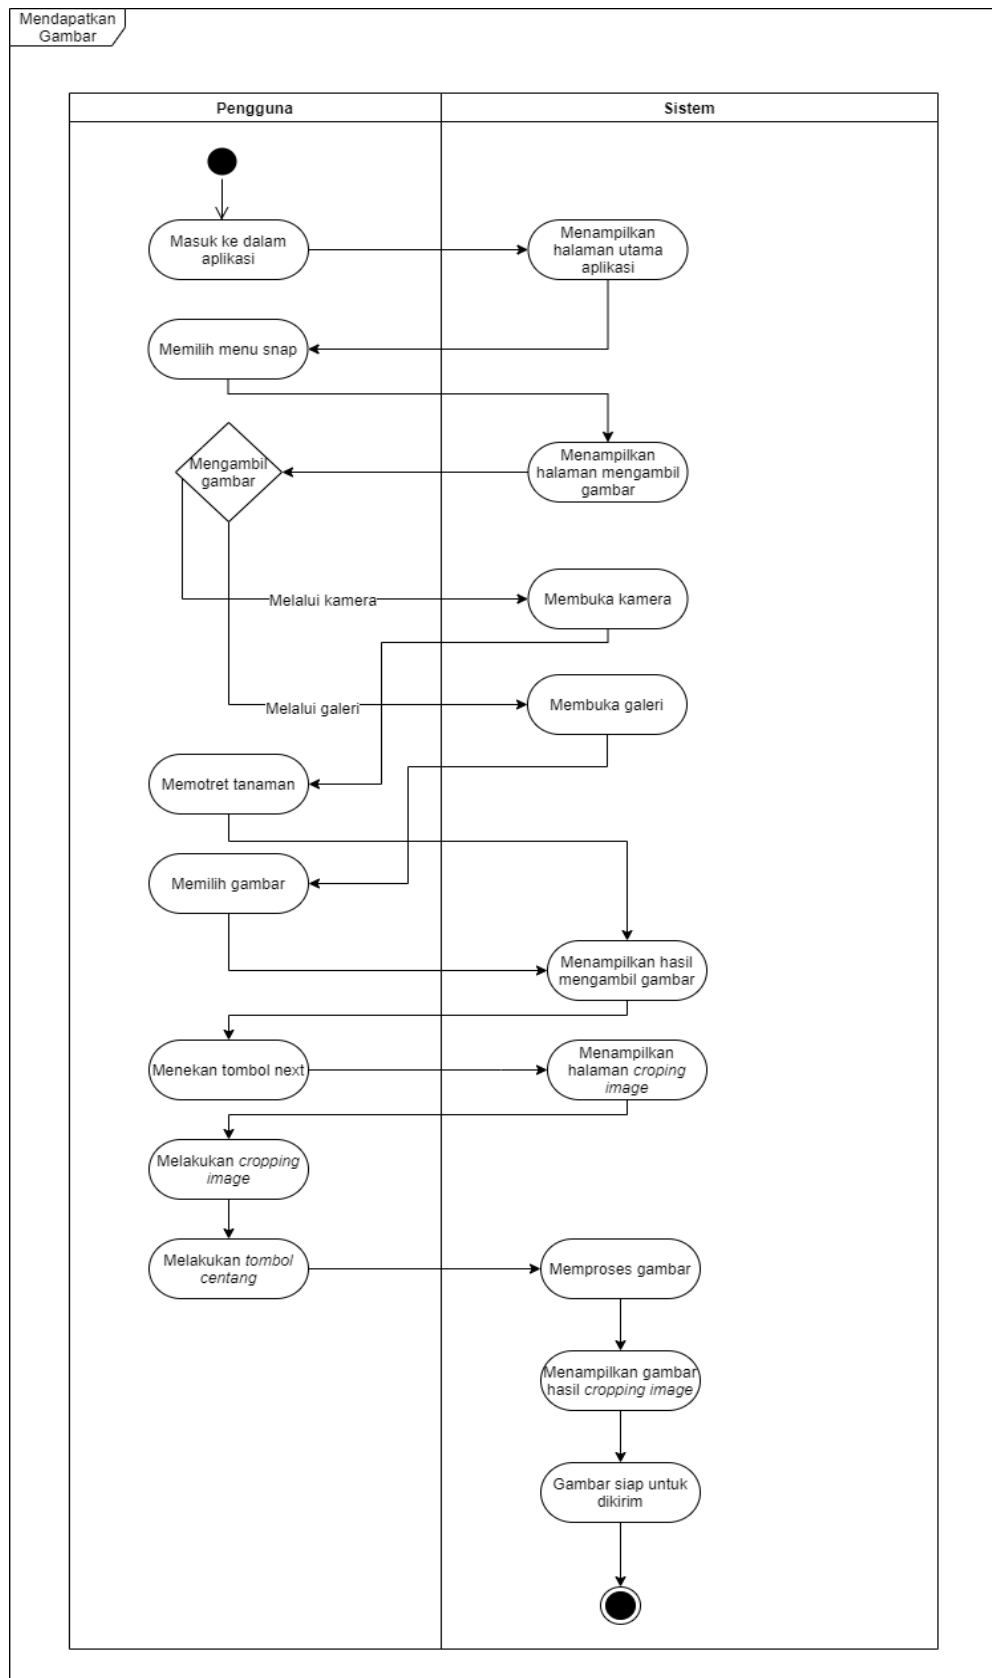 Mendapatkan
Gambar
Pengguna
Sistem
Masuk ke dalam
aplikasi
Menampilkan
halaman utama
aplikasi
Memilih menu snap
Mengambil
gambar
Menampilkan
halaman mengambil
gambar
Melalui kamera
Membuka kamera
Melalui galeri
Membuka galeri
Memotret tanaman
Memilih gambar
Menampilkan hasil
mengambil gambar
Menekan tombol next
Menampilkan
halaman croping
image
Melakukan cropping
image
Melakukan tombol
centang
Memproses gambar
Menampilkan gambar
hasil cropping image
Gambar siap untuk
dikirim